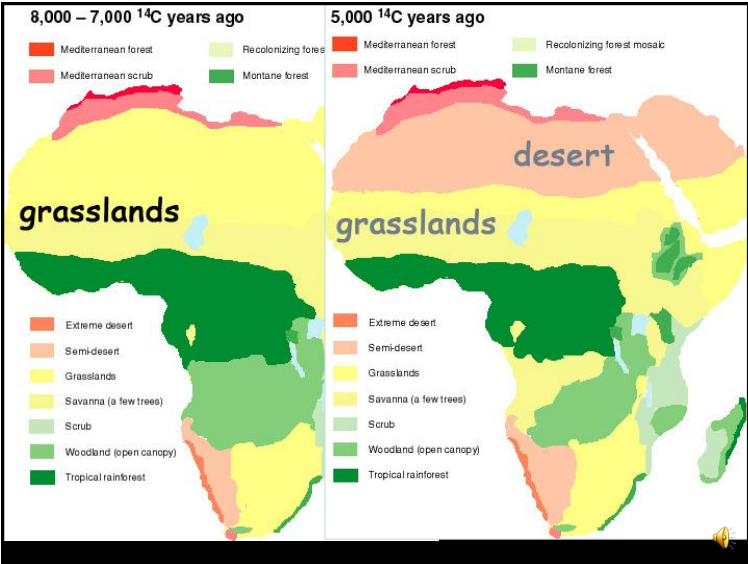 8,000 – 7,000 ¹⁴C years ago
Mediterranean forest
Recolonizing fores
Mediterranean scrub
Montane forest
grasslands
Extreme desert
Semi-desert
Grasslands
Savanna (a few trees)
Scrub
Woodland (open canopy)
Tropical rainforest
5,000 ¹⁴C years ago
Mediterranean forest
Recolonizing forest mosaic
Mediterranean scrub
Montane forest
desert
grasslands
Extreme desert
Semi-desert
Grasslands
Savanna (a few trees)
Scrub
Woodland (open canopy)
Tropical rainforest